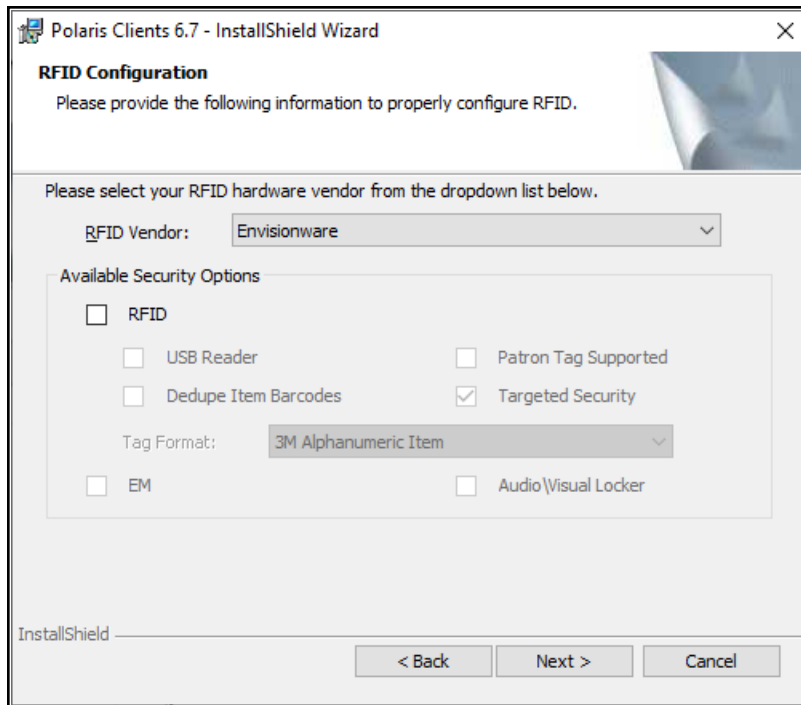 Polaris Clients 6.7 - InstallShield Wizard
RFID Configuration
Please provide the following information to properly configure RFID.
Please select your RFID hardware vendor from the dropdown list below.
RFID Vendor: Envisionware
Available Security Options
RFID
USB Reader Patron Tag Supported
Dedupe Item Barcodes Targeted Security
Tag Format: 3M Alphanumeric Item
EM Audio\Visual Locker
InstallShield
< Back Next > Cancel